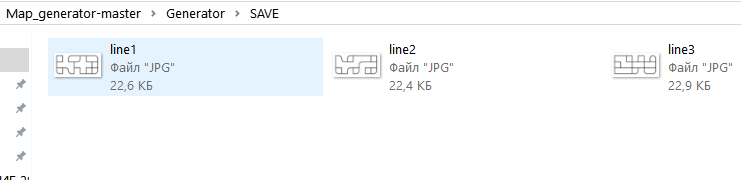 Map_generator-master > Generator > SAVE
line1
Файл "JPG"
22,6 КБ
line2
Файл "JPG"
22,4 КБ
line3
Файл "JPG"
22,9 КБ